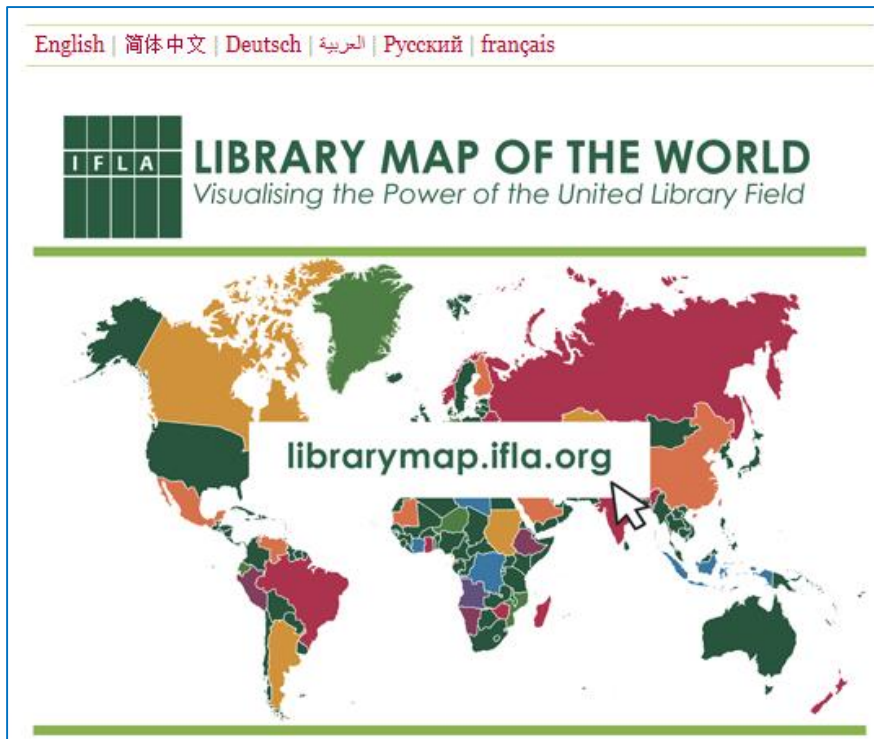 English | 简体中文 | Deutsch | العربية | Русский | français
IFLA
LIBRARY MAP OF THE WORLD
Visualising the Power of the United Library Field
librarymap.ifla.org